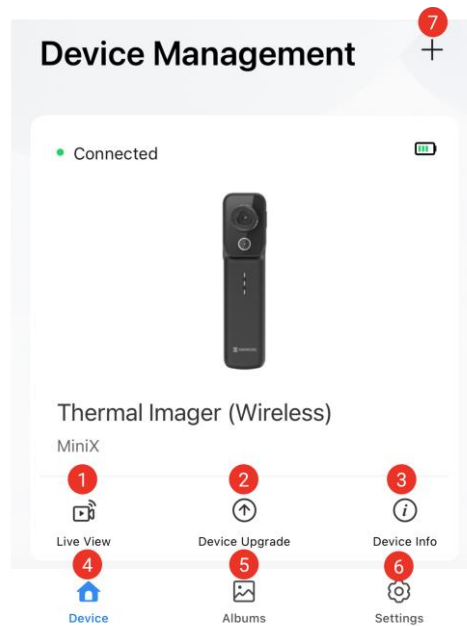 7
Device Management +
Connected
Thermal Imager (Wireless)
MiniX
1 2 3
Live View Device Upgrade Device Info
4 5 6
Device Albums Settings